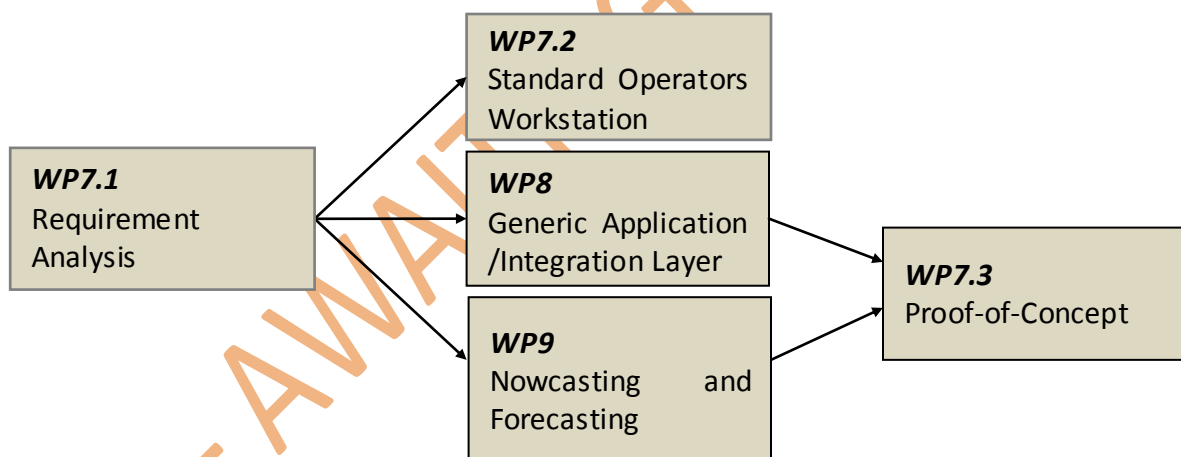 WP7.1
Requirement
Analysis
WP7.2
Standard Operators
Workstation
WP8
Generic Application
/Integration Layer
WP9
Nowcasting and
Forecasting
WP7.3
Proof-of-Concept